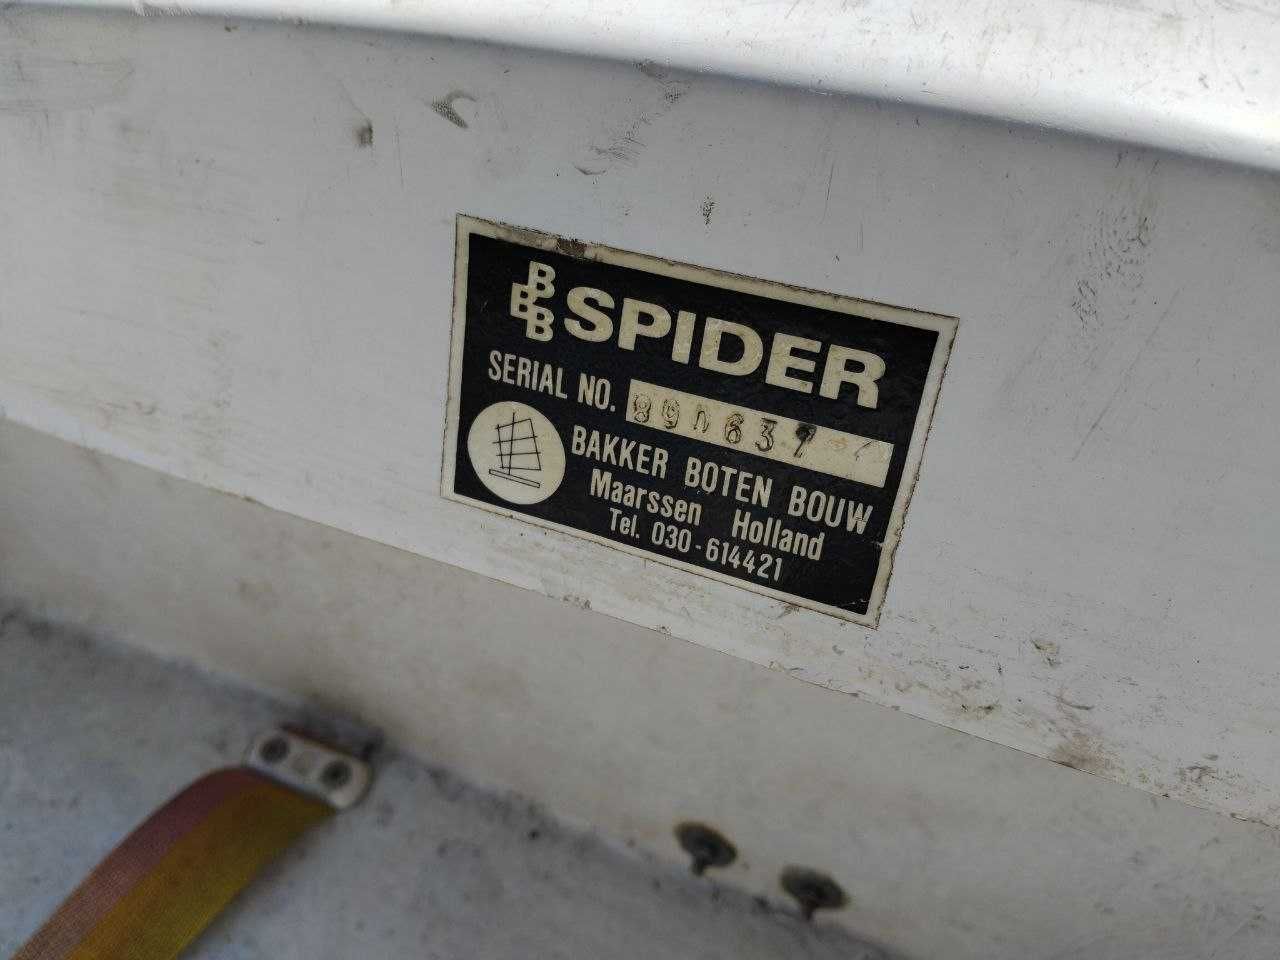 BBB SPIDER
SERIAL NO.
BAKKER BOTEN BOUW
Maarssen Holland
Tel. 030-614421